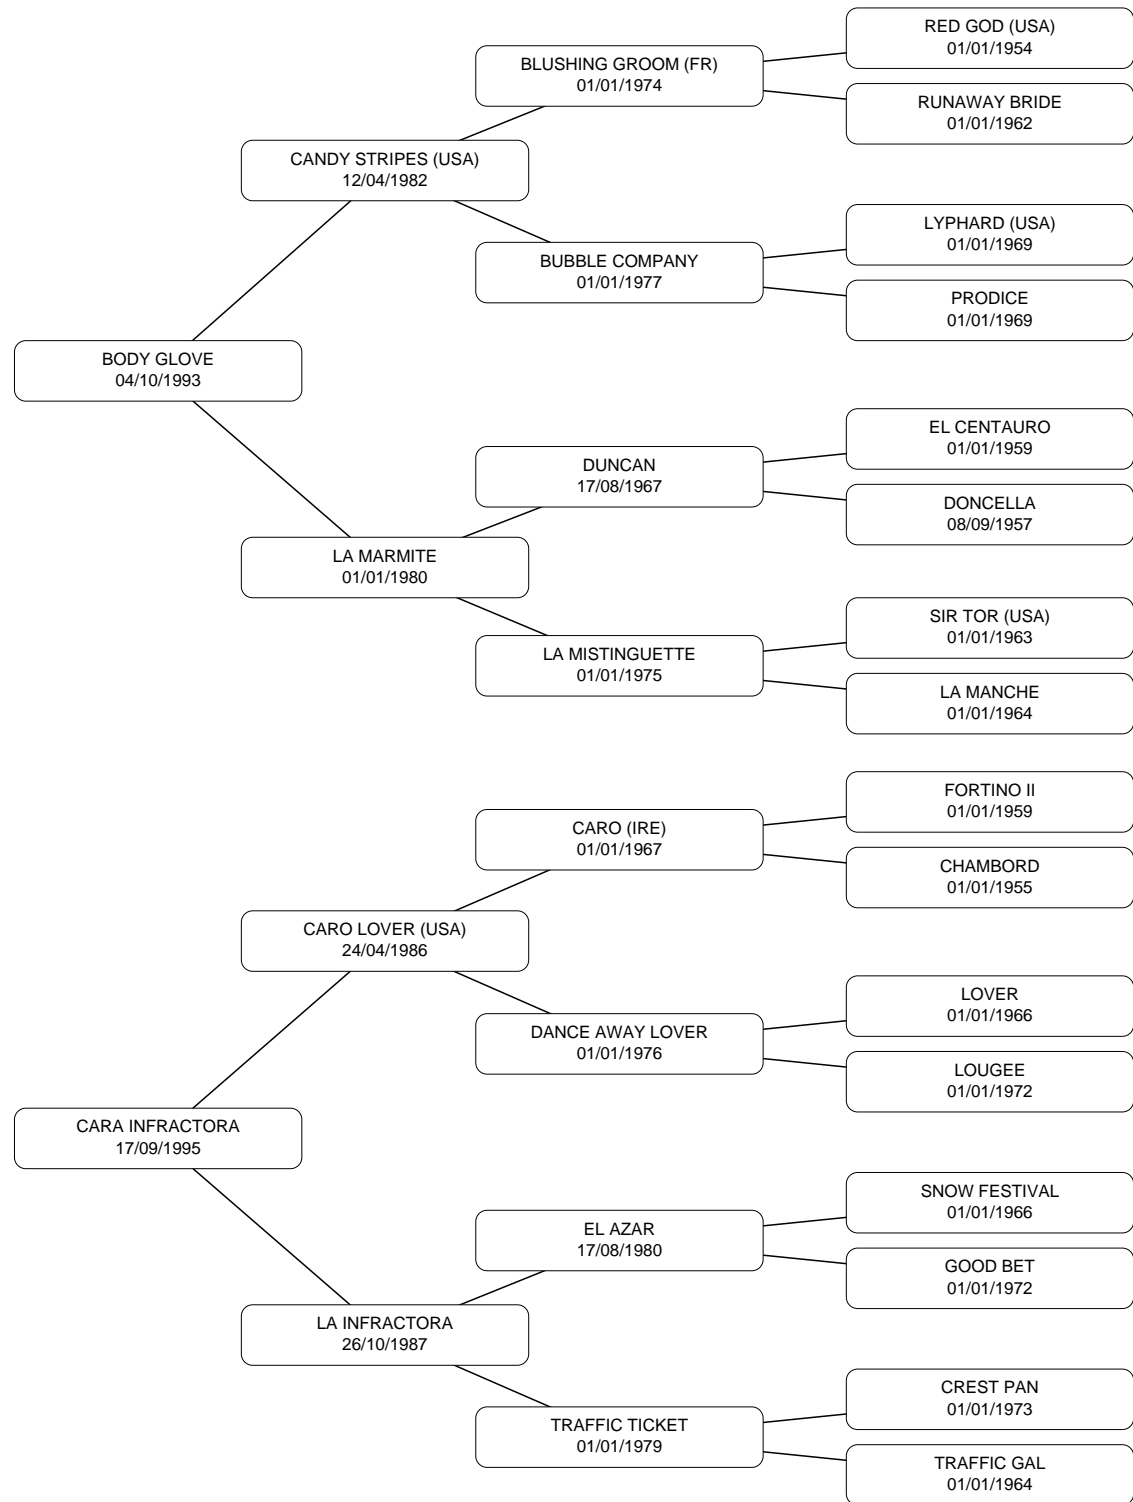 RED GOD (USA)
01/01/1954
BLUSHING GROOM (FR)
01/01/1974
RUNAWAY BRIDE
01/01/1962
CANDY STRIPES (USA)
12/04/1982
LYPHARD (USA)
01/01/1969
BUBBLE COMPANY
01/01/1977
PRODICE
01/01/1969
BODY GLOVE
04/10/1993
EL CENTAURO
01/01/1959
DUNCAN
17/08/1967
DONCELLA
08/09/1957
LA MARMITE
01/01/1980
SIR TOR (USA)
01/01/1963
LA MISTINGUETTE
01/01/1975
LA MANCHE
01/01/1964
FORTINO II
01/01/1959
CARO (IRE)
01/01/1967
CHAMBORD
01/01/1955
CARO LOVER (USA)
24/04/1986
LOVER
01/01/1966
DANCE AWAY LOVER
01/01/1976
LOUGEE
01/01/1972
CARA INFRACTORA
17/09/1995
SNOW FESTIVAL
01/01/1966
EL AZAR
17/08/1980
GOOD BET
01/01/1972
LA INFRACTORA
26/10/1987
CREST PAN
01/01/1973
TRAFFIC TICKET
01/01/1979
TRAFFIC GAL
01/01/1964